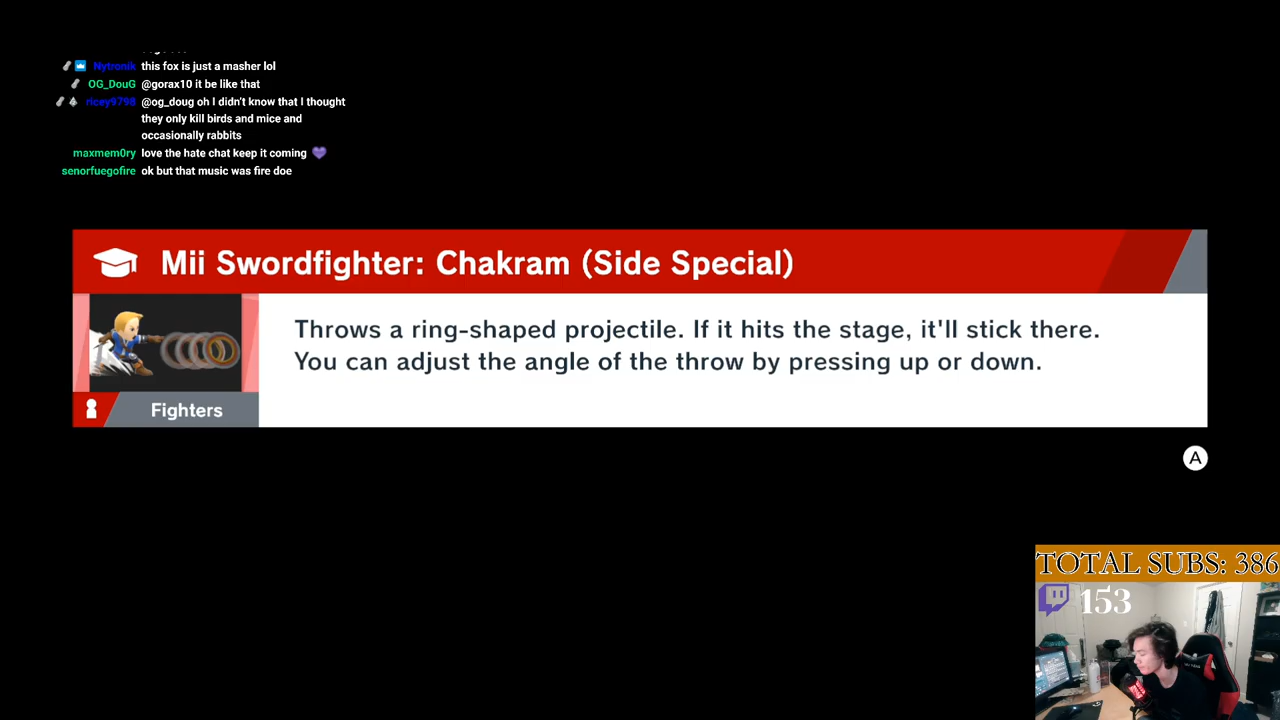 Nytronik this fox is just a masher lol
OG_DouG @gorax10 it be like that
ricey9798 @og_doug oh I didn't know that I thought
they only kill birds and mice and
occasionally rabbits
maxmem0ry love the hate chat keep it coming
senorfuegofire ok but that music was fire doe
Mii Swordfighter: Chakram (Side Special)
Throws a ring-shaped projectile. If it hits the stage, it'll stick there.
You can adjust the angle of the throw by pressing up or down.
Fighters
A
TOTAL SUBS: 386
153